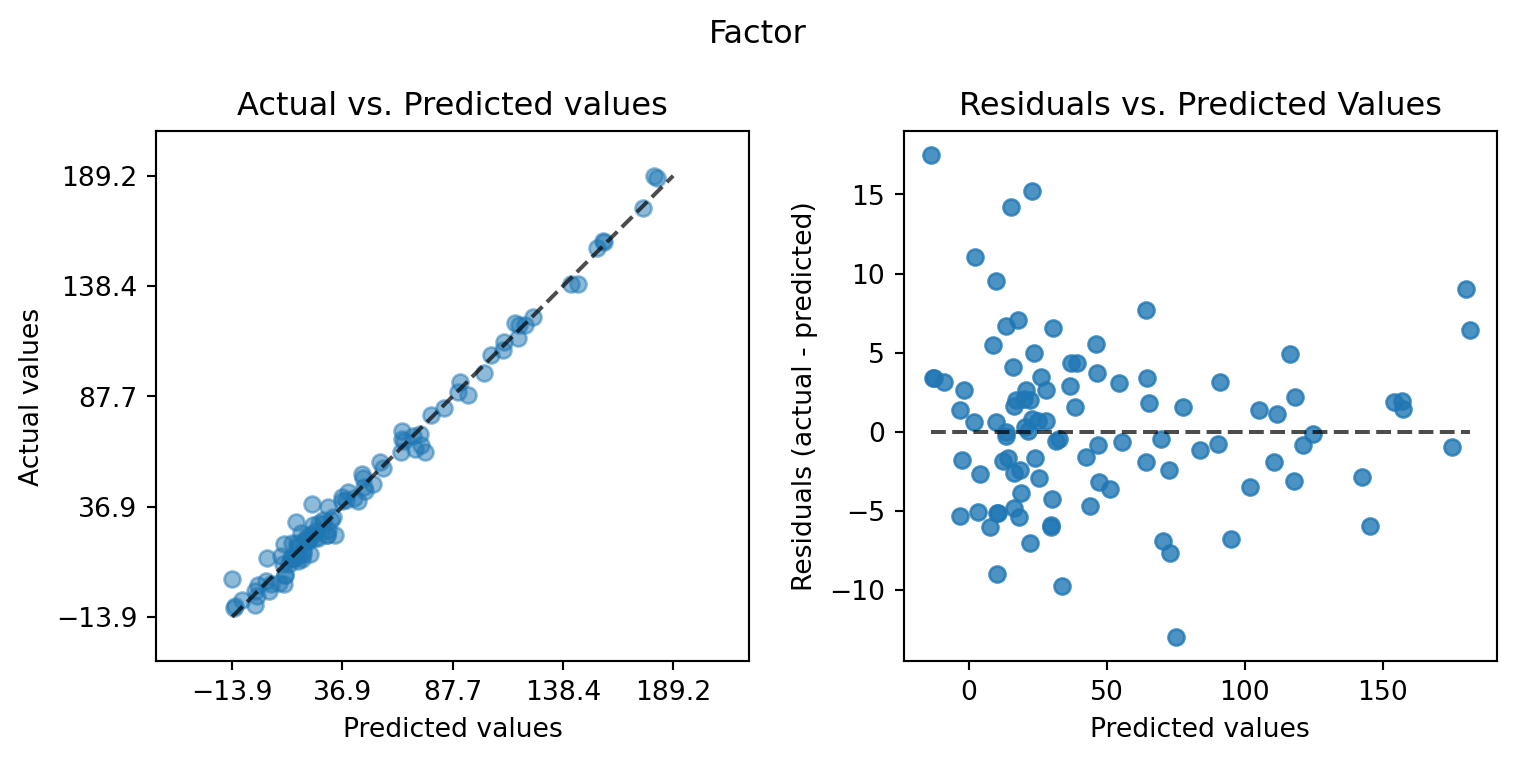 Factor
Actual vs. Predicted values
Actual values
189.2
138.4
87.7
36.9
−13.9
−13.9 36.9 87.7 138.4 189.2
Predicted values
Residuals vs. Predicted Values
Residuals (actual - predicted)
15
10
5
0
−5
−10
0 50 100 150
Predicted values